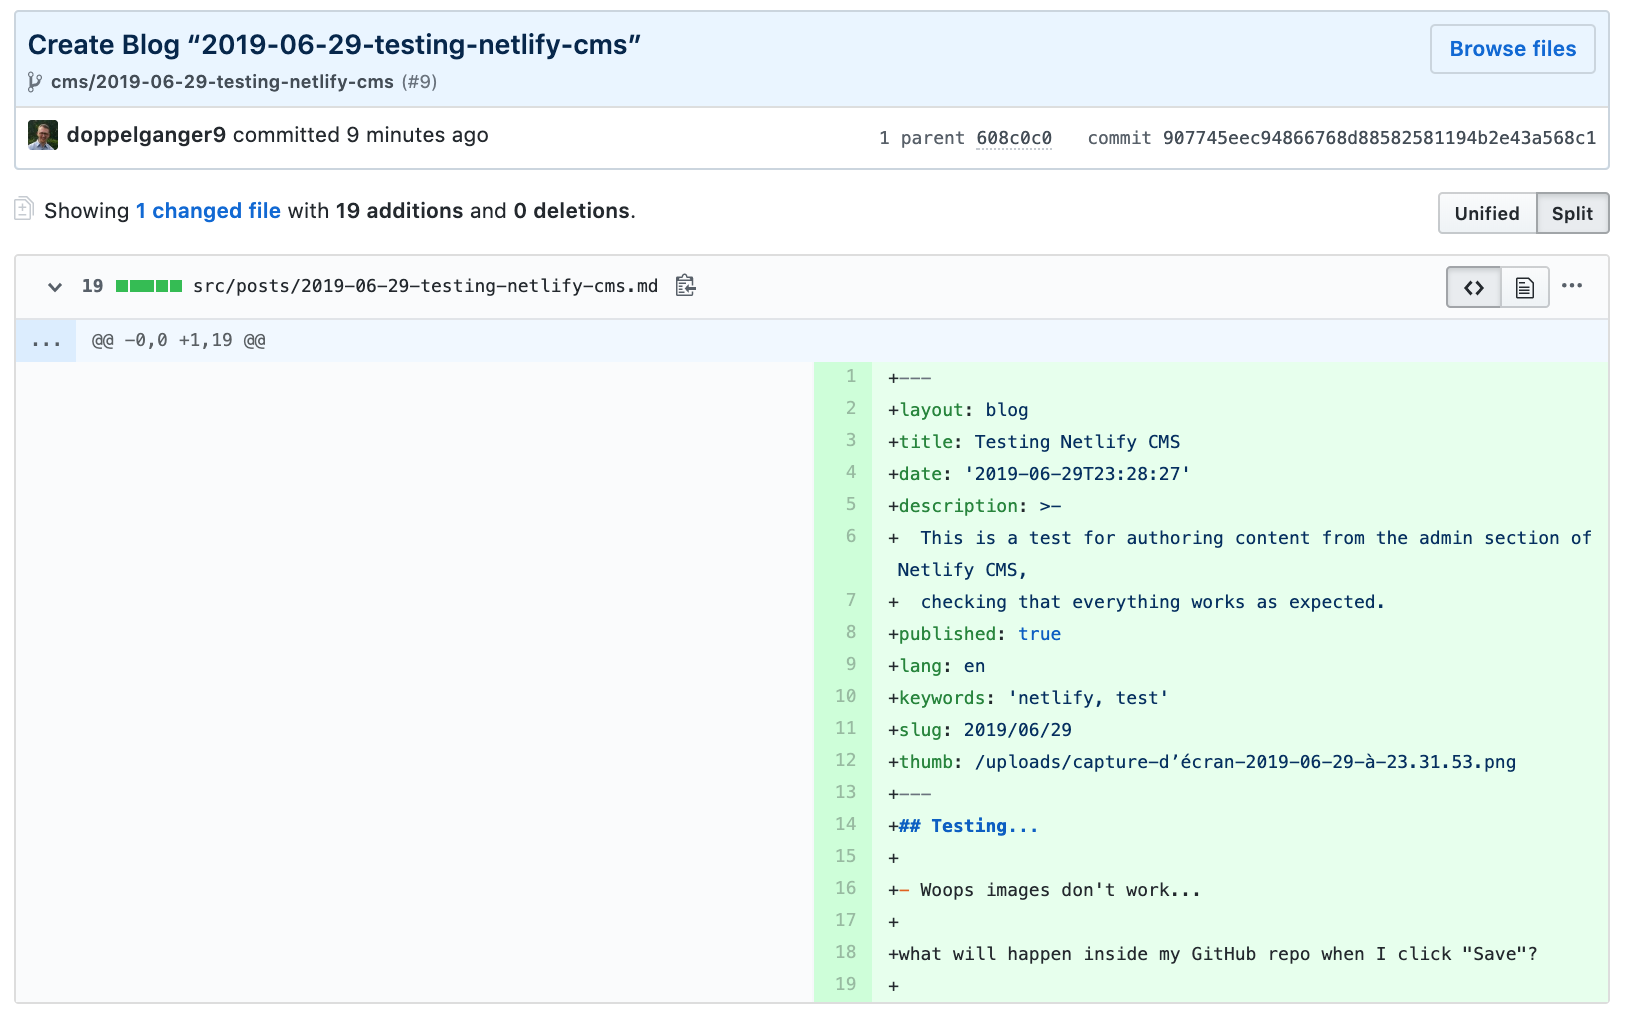 Create Blog “2019-06-29-testing-netlify-cms”
Browse files
cms/2019-06-29-testing-netlify-cms (#9)
doppelganger9 committed 9 minutes ago
1 parent 608c0c0 commit 907745eec94866768d88582581194b2e43a568c1
Showing 1 changed file with 19 additions and 0 deletions.
Unified Split
19 src/posts/2019-06-29-testing-netlify-cms.md
... @@ -0,0 +1,19 @@
1 +---
2 +layout: blog
3 +title: Testing Netlify CMS
4 +date: '2019-06-29T23:28:27'
5 +description: >-
6 +  This is a test for authoring content from the admin section of
Netlify CMS,
7 +  checking that everything works as expected.
8 +published: true
9 +lang: en
10 +keywords: 'netlify, test'
11 +slug: 2019/06/29
12 +thumb: /uploads/capture-d’écran-2019-06-29-à-23.31.53.png
13 +---
14 +## Testing...
15 +
16 +- Woops images don't work...
17 +
18 +what will happen inside my GitHub repo when I click "Save"?
19 +